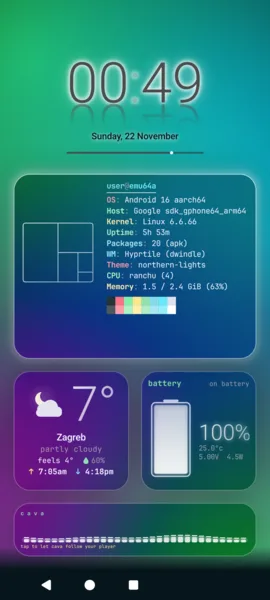 00:49
Sunday, 22 November
user@emu64a
OS: Android 16 aarch64
Host: Google sdk_gphone64_arm64
Kernel: Linux 6.6.66
Uptime: 5h 53m
Packages: 20 (apk)
WM: Hyprtile (dwindle)
Theme: northern-lights
CPU: ranchu (4)
Memory: 1.5 / 2.4 GiB (63%)
7°
Zagreb
partly cloudy
feels 4° 60%
↑ 7:05am ↓ 4:18pm
battery on battery
100%
25.0°c
5.00V 4.5W
cava
tap to let cava follow your player